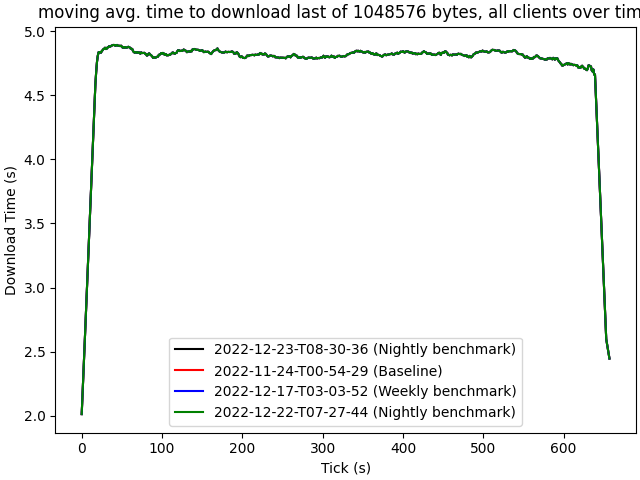 moving avg. time to download last of 1048576 bytes, all clients over tim
5.0
4.5
4.0
3.5
3.0
2.5
2.0
Download Time (s)
2022-12-23-T08-30-36 (Nightly benchmark)
2022-11-24-T00-54-29 (Baseline)
2022-12-17-T03-03-52 (Weekly benchmark)
2022-12-22-T07-27-44 (Nightly benchmark)
0 100 200 300 400 500 600
Tick (s)